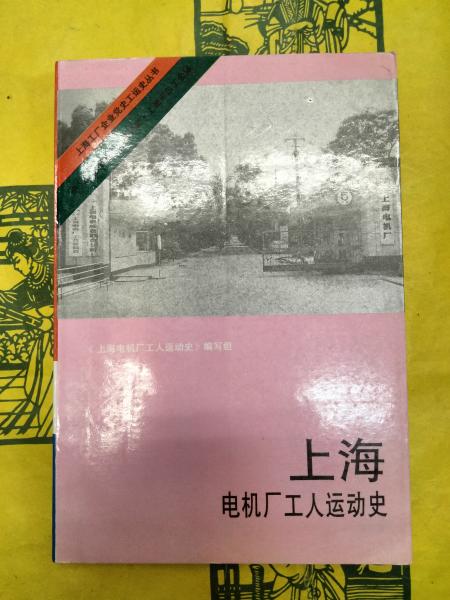 上海工厂企业党史工运史丛书
上海电机厂
《上海电机厂工人运动史》编写组
上海
电机厂工人运动史